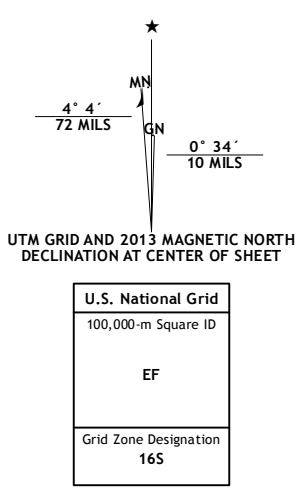 ★
MN
4° 4´
72 MILS
GN
0° 34´
10 MILS
UTM GRID AND 2013 MAGNETIC NORTH
DECLINATION AT CENTER OF SHEET
U.S. National Grid
100,000-m Square ID
EF
Grid Zone Designation
16S